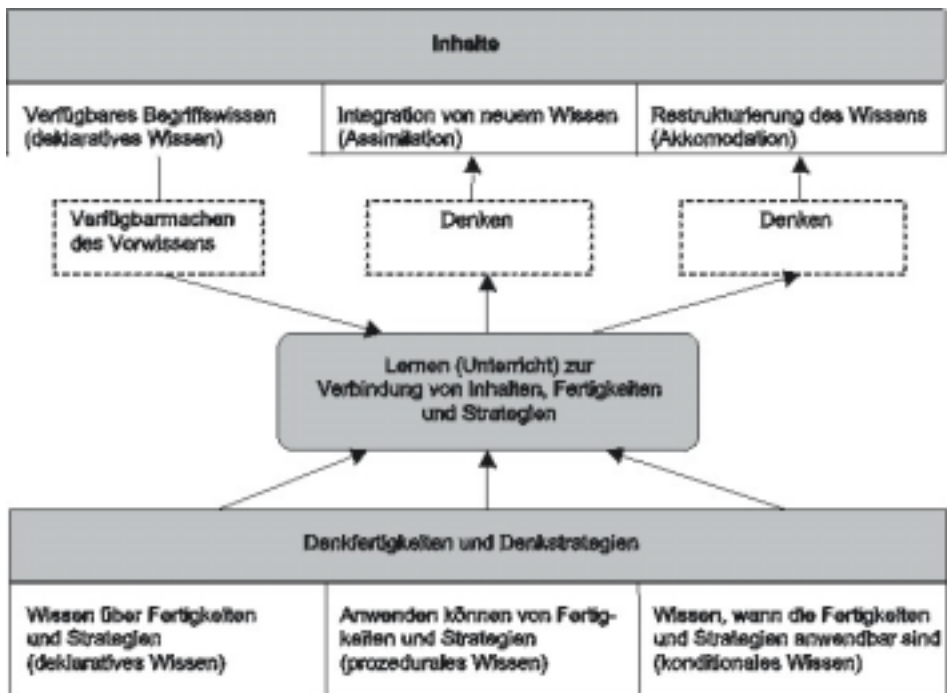 Inhalte
Verfügbares Begriffswissen
(deklaratives Wissen)
Integration von neuem Wissen
(Assimilation)
Restrukturierung des Wissens
(Akkomodation)
Verfügbarmachen
des Vorwissens
Denken
Denken
Lernen (Unterricht) zur
Verbindung von Inhalten, Fertigkeiten
und Strategien
Denkfertigkeiten und Denkstrategien
Wissen über Fertigkeiten
und Strategien
(deklaratives Wissen)
Anwenden können von Fertig-
keiten und Strategien
(prozedurales Wissen)
Wissen, wann die Fertigkeiten
und Strategien anwendbar sind
(konditionales Wissen)